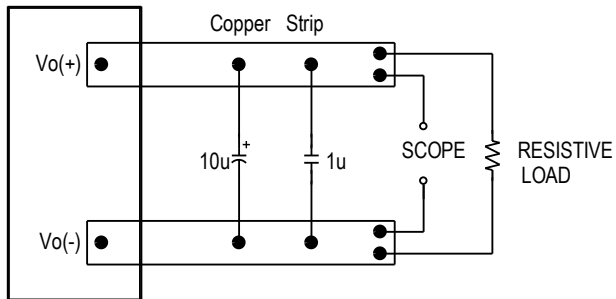 Copper Strip
Vo(+)
+
10u
1u
SCOPE
RESISTIVE
LOAD
Vo(-)